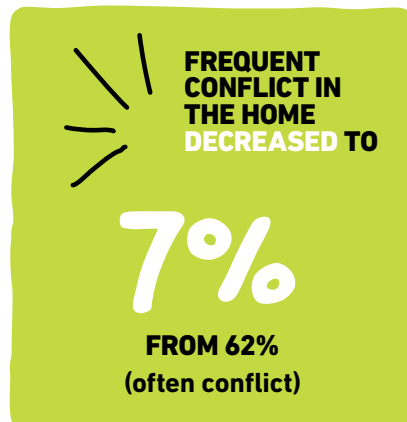 FREQUENT
CONFLICT IN
THE HOME
DECREASED TO
7%
FROM 62%
(often conflict)